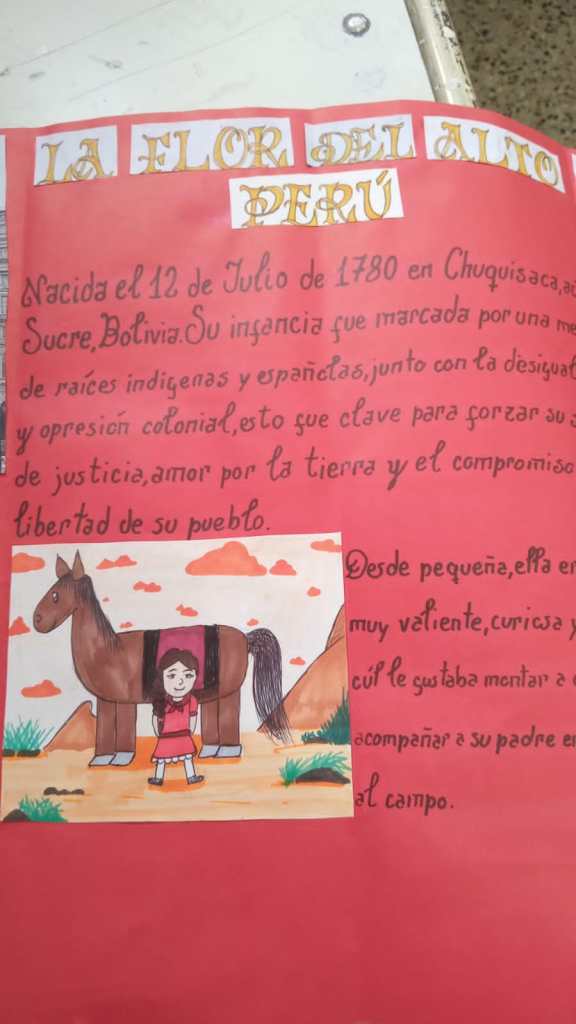 LA FLOR DEL ALTO
PERÚ
Nacida el 12 de Julio de 1780 en Chuquisaca,
Sucre, Bolivia. Su infancia fue marcada por una
de raíces indígenas y españolas, junto con la
y opresión colonial, esto fue clave para forzar su
de justicia, amor por la tierra y el compromiso
libertad de su pueblo.
Desde pequeña, ella
muy valiente, curiosa y
le gustaba montar a
acompañar a su padre
al campo.